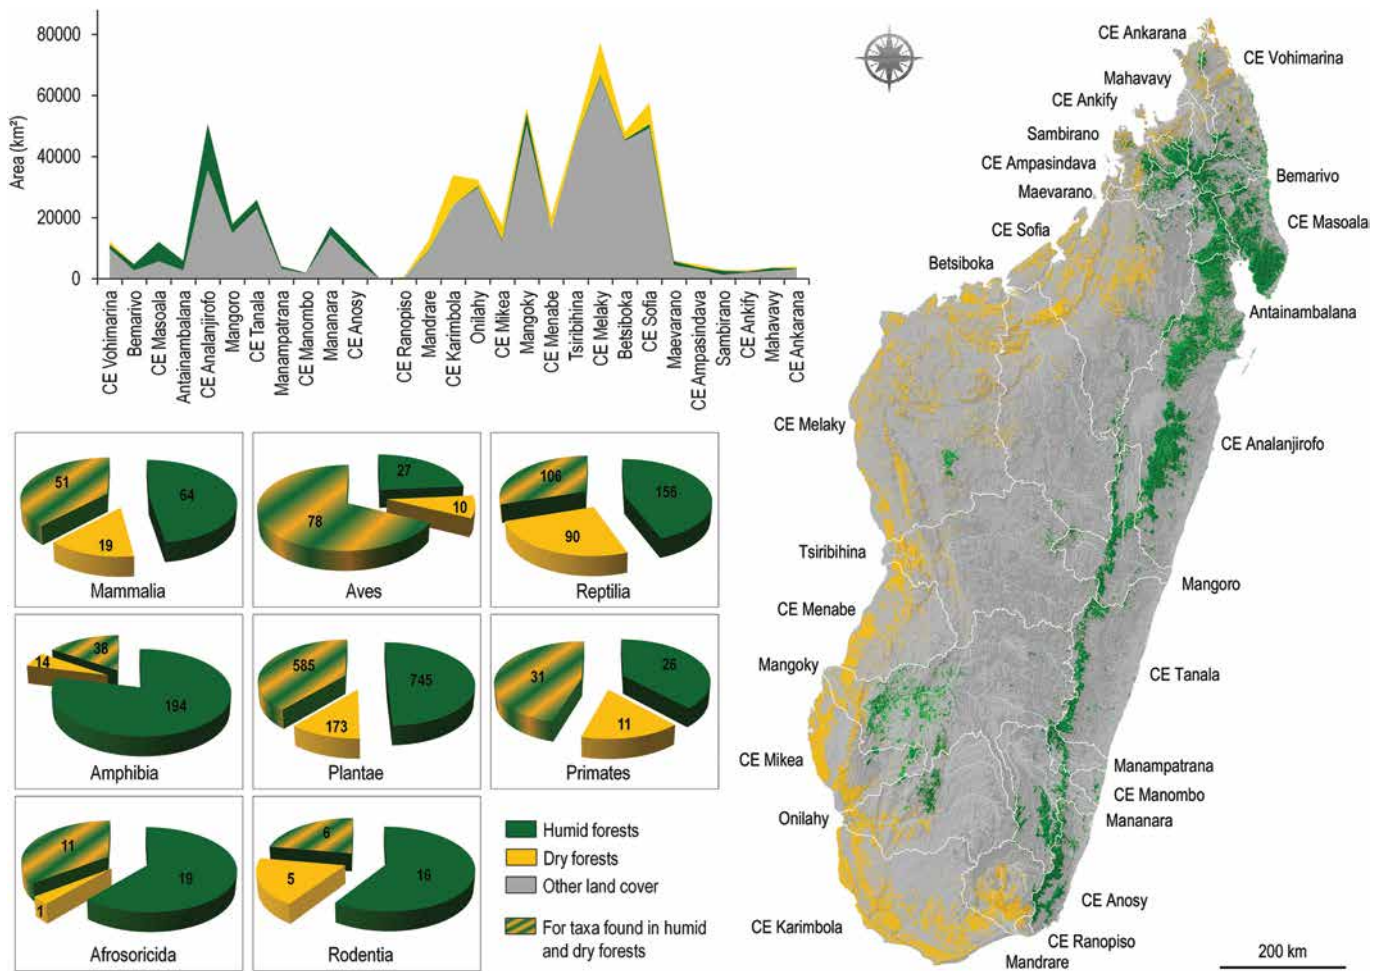 80000
60000
40000
20000
0
Area (km²)
CE Vohimarina
Bemarivo
CE Masoala
Antainambalana
CE Analanjirofo
Mangoro
CE Tanala
Manampatrana
CE Manombo
Mananara
CE Anosy
CE Ranopiso
Mandrare
CE Karimbola
Onilahy
CE Mikea
Mangoky
CE Menabe
Tsiribihina
CE Melaky
Betsiboka
CE Sofia
Maevarano
CE Ampasindava
Sambirano
CE Ankify
Mahavavy
CE Ankarana
51
64
19
Mammalia
27
10
78
Aves
106
156
90
Reptilia
14
38
194
Amphibia
585
745
173
Plantae
31
26
11
Primates
11
19
1
Afrosoricida
6
5
16
Rodentia
Humid forests
Dry forests
Other land cover
For taxa found in humid
and dry forests
CE Ankarana
CE Vohimarina
Mahavavy
CE Ankify
Sambirano
CE Ampasindava
Bemarivo
Maevarano
CE Masoala
CE Sofia
Betsiboka
Antainambalana
CE Melaky
CE Analanjirofo
Tsiribihina
Mangoro
CE Menabe
Mangoky
CE Tanala
CE Mikea
Manampatrana
CE Manombo
Mananara
Onilahy
CE Anosy
CE Karimbola
CE Ranopiso
Mandrare
200 km